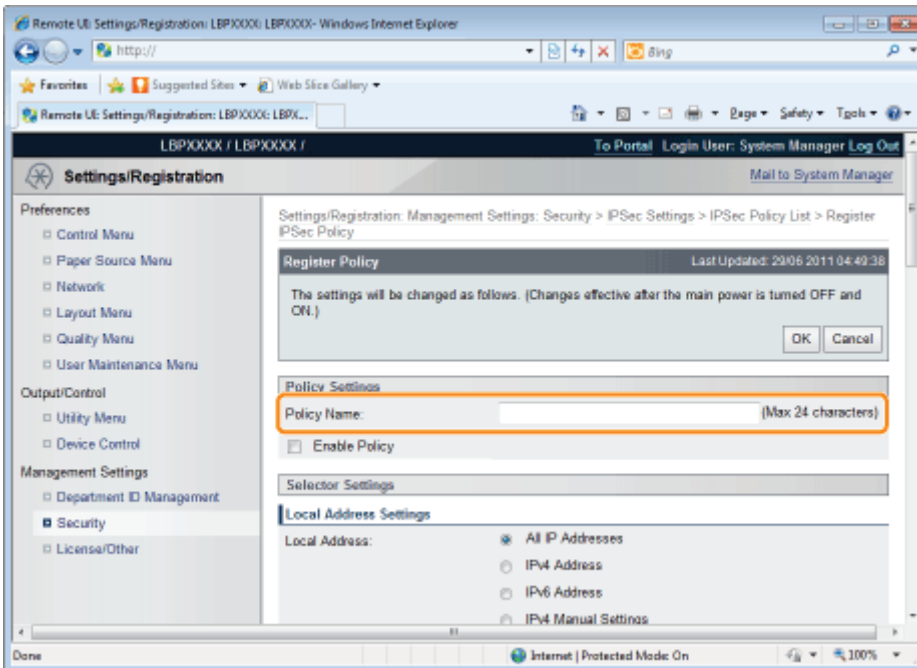 Remote UI: Settings/Registration: LBPXXXX: LBPXXXX- Windows Internet Explorer
http://
Bing
Favorites Suggested Sites Web Slice Gallery
Remote UI: Settings/Registration: LBPXXXX: LBPX... Page Safety Tools
LBPXXXX / LBPXXXX / To Portal Login User: System Manager Log Out
Settings/Registration Mail to System Manager
Preferences
Control Menu
Paper Source Menu
Network
Layout Menu
Quality Menu
User Maintenance Menu
Output/Control
Utility Menu
Device Control
Management Settings
Department ID Management
Security
License/Other
Settings/Registration: Management Settings: Security > IPSec Settings > IPSec Policy List > Register
IPSec Policy
Register Policy Last Updated: 29/06 2011 04:49:38
The settings will be changed as follows. (Changes effective after the main power is turned OFF and
ON.)
OK Cancel
Policy Settings
Policy Name: (Max 24 characters)
Enable Policy
Selector Settings
Local Address Settings
Local Address: All IP Addresses
IPv4 Address
IPv6 Address
IPv4 Manual Settings
Done Internet | Protected Mode: On 100%